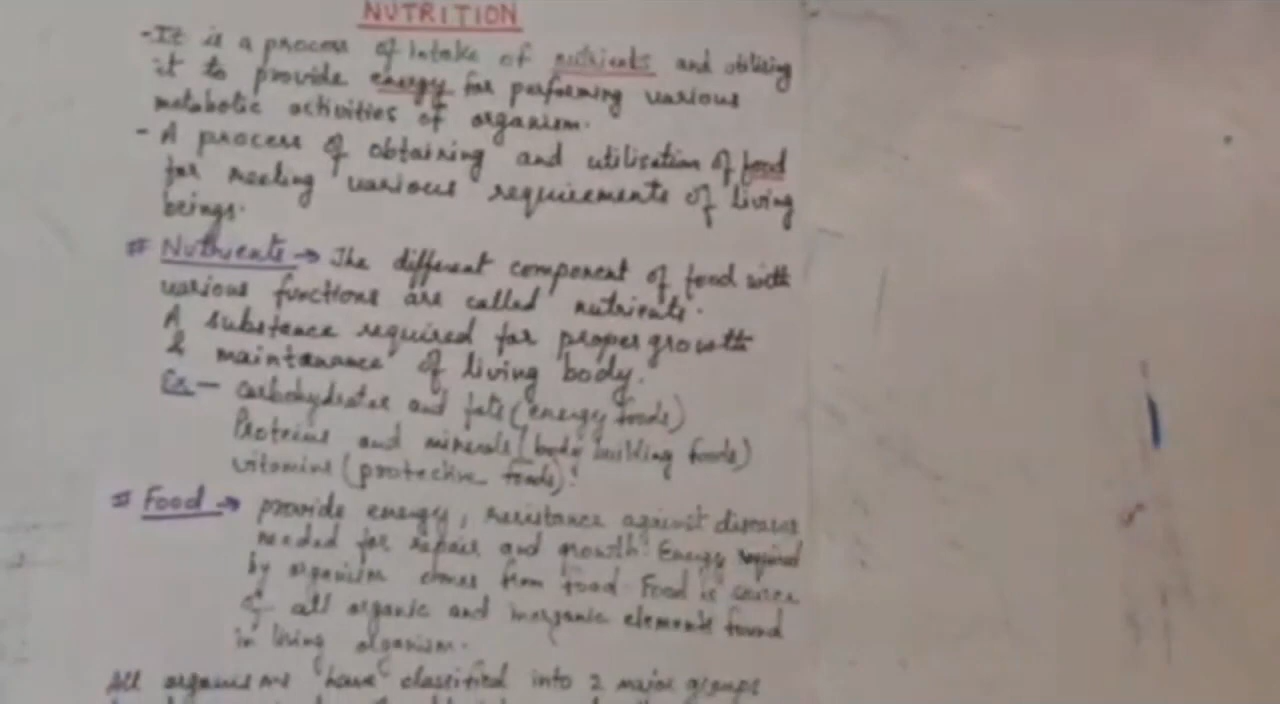 NUTRITION
-It is a process of intake of nutrients and utilising
it to provide energy for performing various
metabolic activities of organism.
- A process of obtaining and utilisation of food
for meeting various requirements of living
beings.
# Nutrients → The different component of food with
various functions are called nutrients.
A substance required for proper growth
& maintanance of living body.
Ex - carbohydrates and fats (energy foods)
Proteins and minerals (body building foods)
vitamins (protective foods).
# Food → provide energy, resistance against diseases
needed for repair and growth. Energy required
by organism comes from food. Food is source
of all organic and inorganic elements found
in living organism.
All organisms have classified into 2 major groups